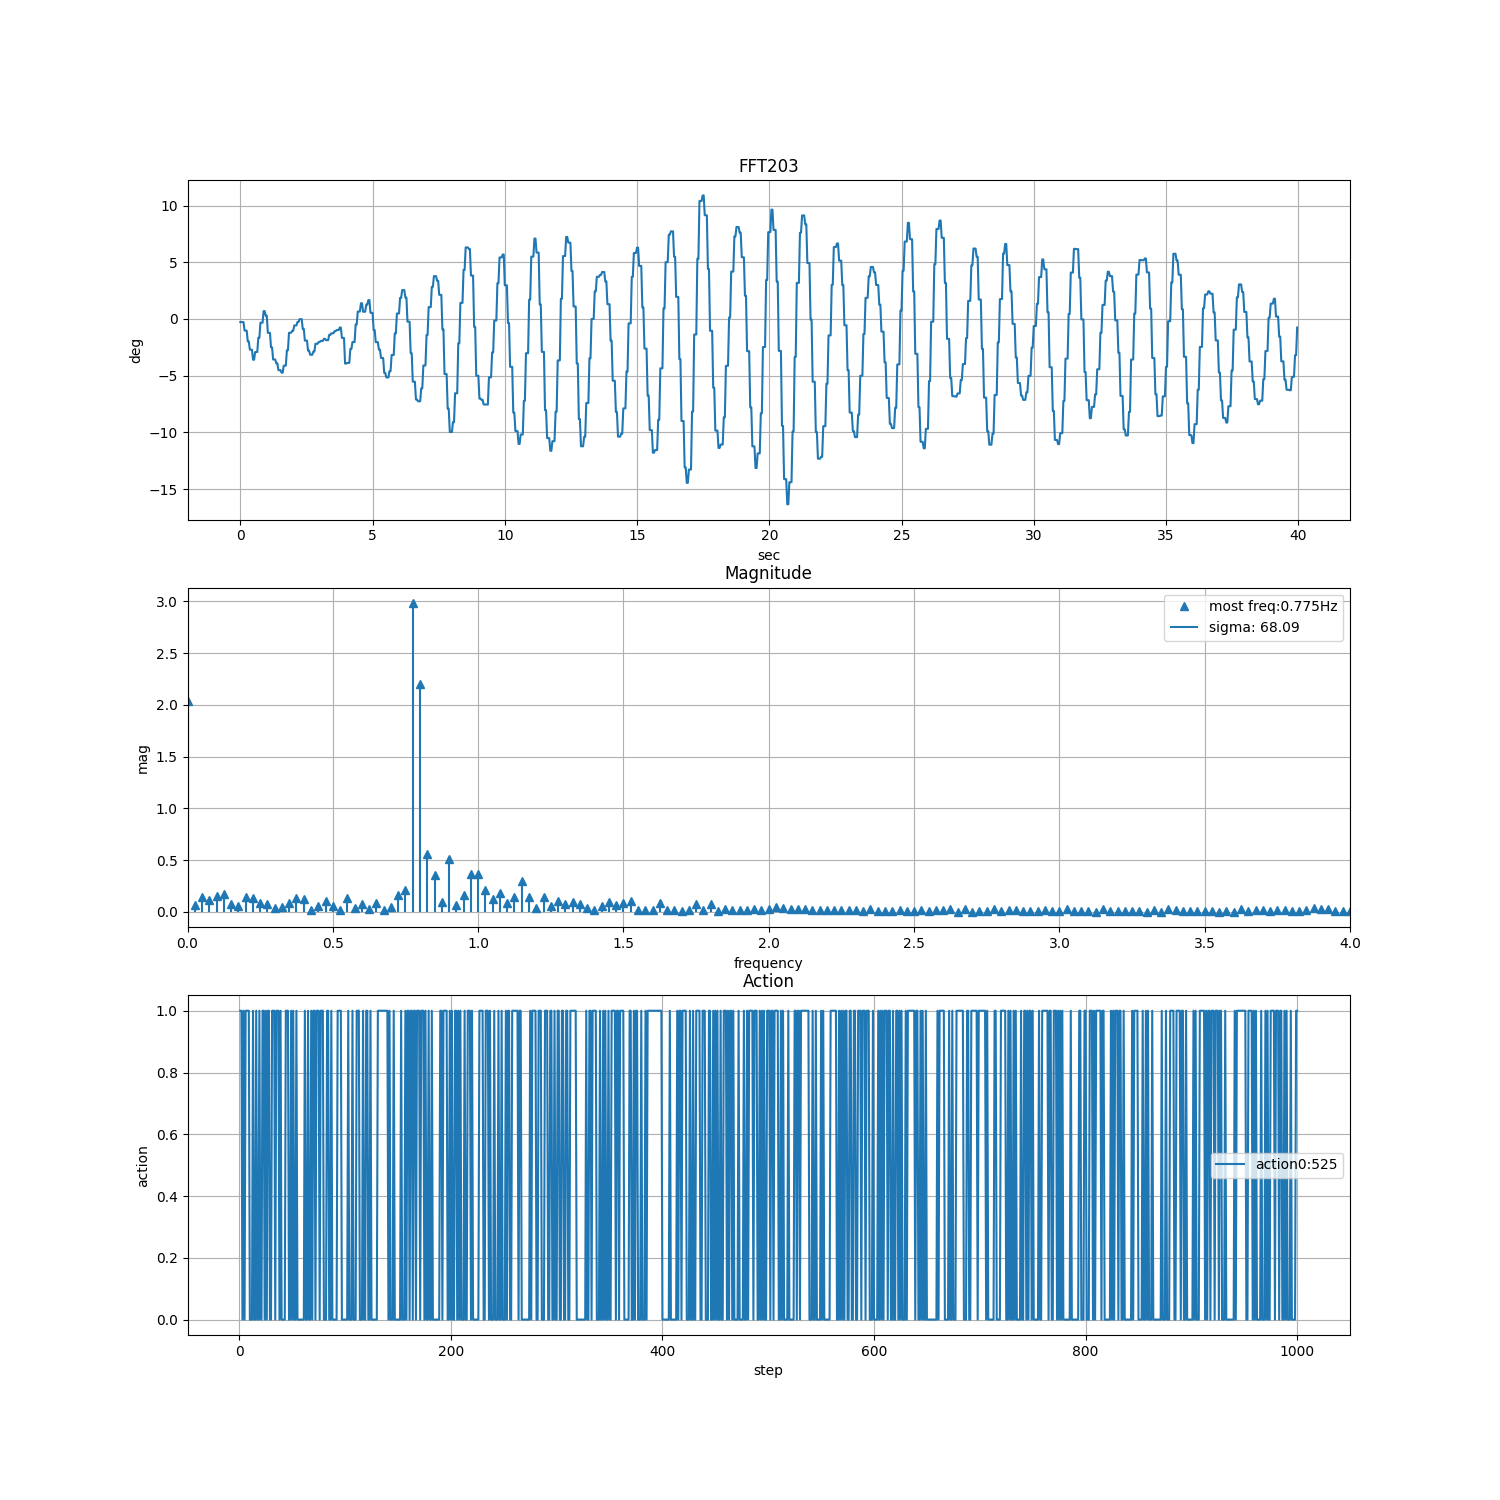 FFT203
10
5
0
−5
−10
−15
deg
0 5 10 15 20 25 30 35 40
sec
Magnitude
3.0
2.5
2.0
1.5
1.0
0.5
0.0
mag
most freq:0.775Hz
sigma: 68.09
0.0 0.5 1.0 1.5 2.0 2.5 3.0 3.5 4.0
frequency
Action
1.0
0.8
0.6
0.4
0.2
0.0
action
action0:525
0 200 400 600 800 1000
step